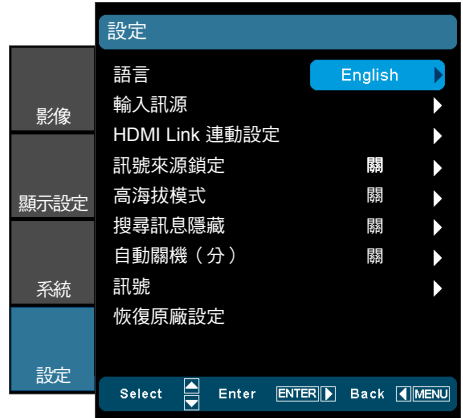 設定
影像
顯示設定
系統
設定
語言 English
輸入訊源
HDMI Link 連動設定
訊號來源鎖定 關
高海拔模式 關
搜尋訊息隱藏 關
自動關機（分） 關
訊號
恢復原廠設定
Select Enter ENTER Back MENU